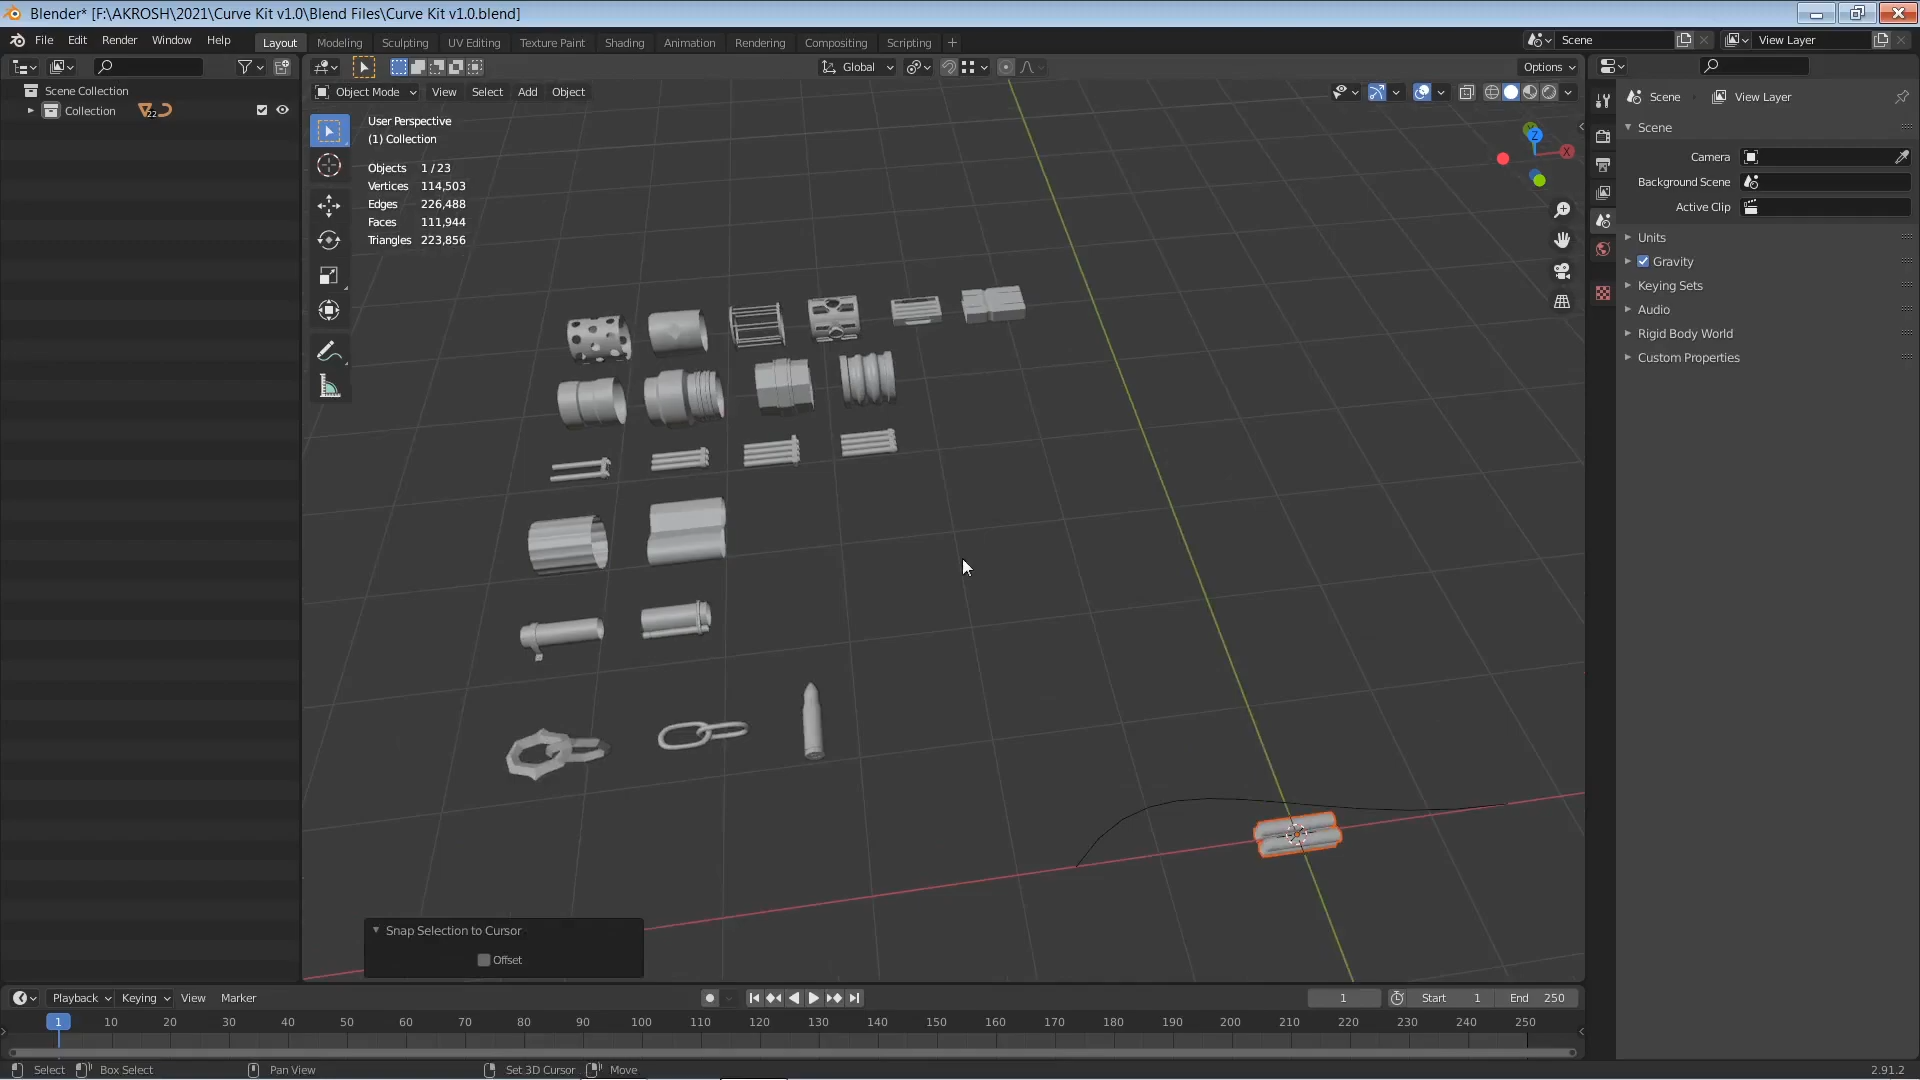 Blender* [F:\AKROSH\2021\Curve Kit v1.0\Blend Files\Curve Kit v1.0.blend]
File Edit Render Window Help Layout Modeling Sculpting UV Editing Texture Paint Shading Animation Rendering Compositing Scripting + Scene View Layer
Global Options
Object Mode View Select Add Object
Scene Collection
Collection 22
User Perspective
(1) Collection
Objects 1 / 23
Vertices 114,503
Edges 226,488
Faces 111,944
Triangles 223,856
Z
X
Scene View Layer
Scene
Camera
Background Scene
Active Clip
Units
Gravity
Keying Sets
Audio
Rigid Body World
Custom Properties
Snap Selection to Cursor
Offset
Playback Keying View Marker 1 Start 1 End 250
1 10 20 30 40 50 60 70 80 90 100 110 120 130 140 150 160 170 180 190 200 210 220 230 240 250
Select Box Select Pan View Set 3D Cursor Move 2.91.2